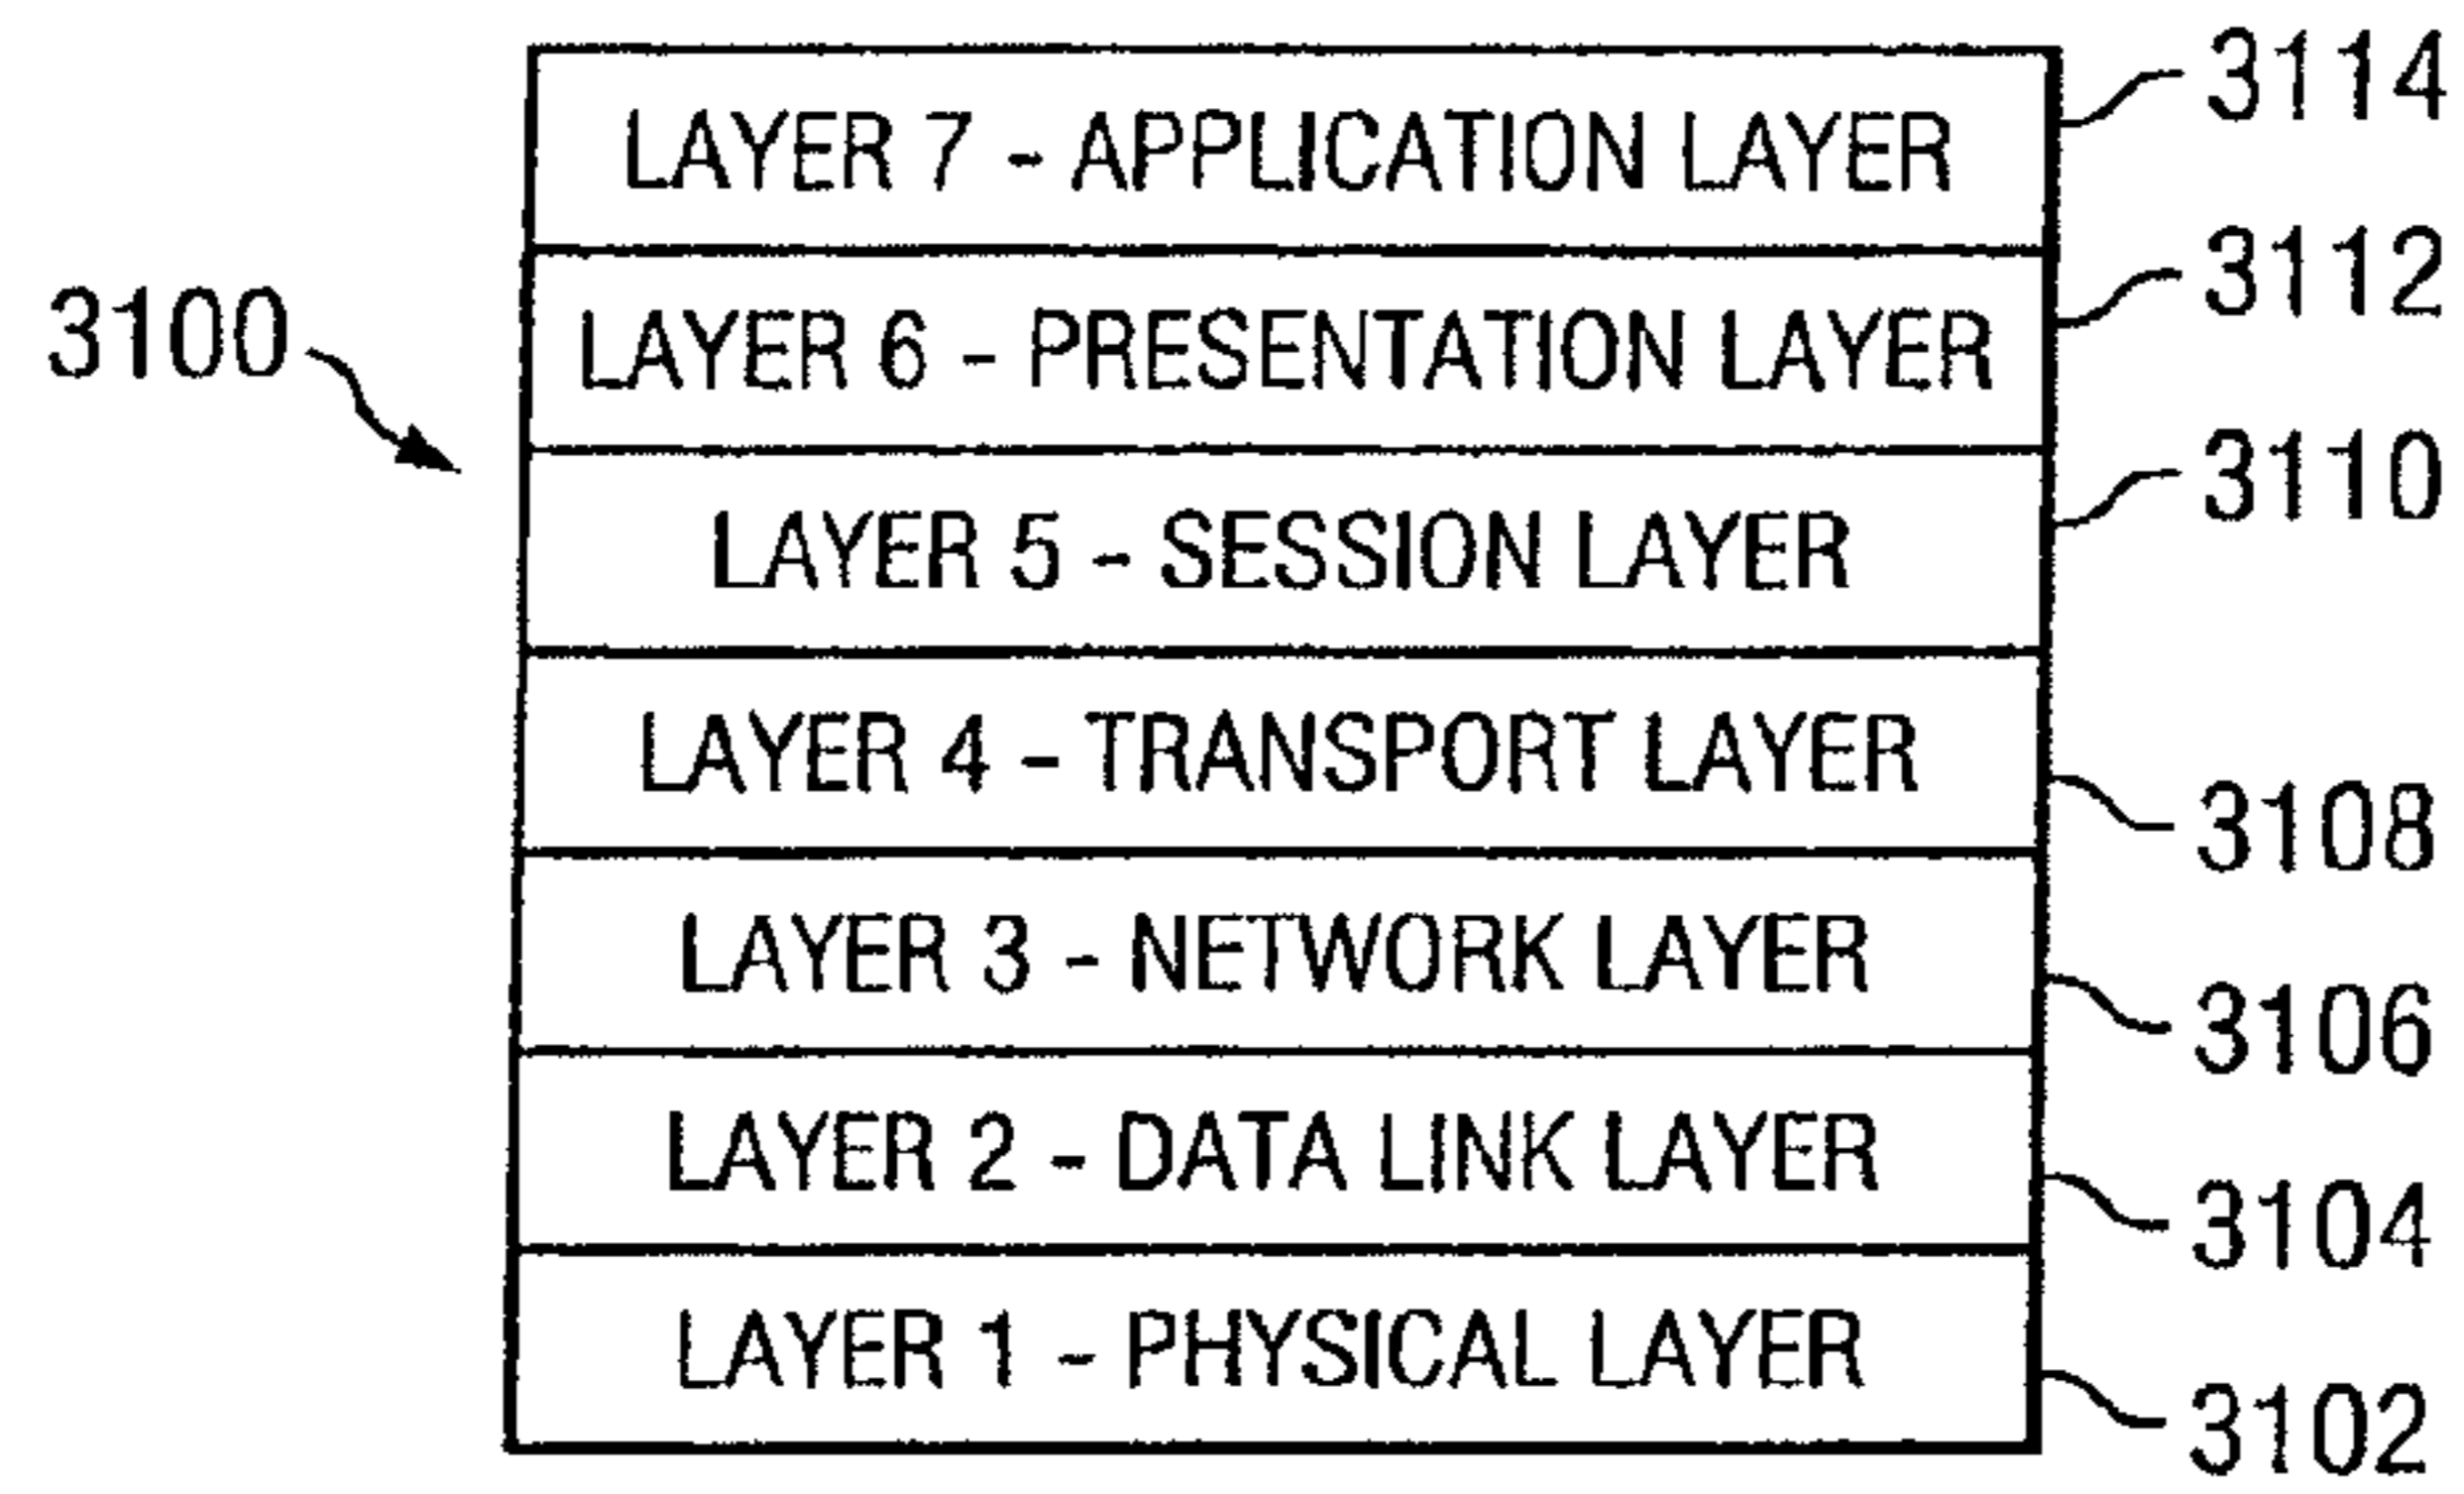 LAYER 7 - APPLICATION LAYER
3114
LAYER 6 - PRESENTATION LAYER
3112
3100
LAYER 5 - SESSION LAYER
3110
LAYER 4 - TRANSPORT LAYER
3108
LAYER 3 - NETWORK LAYER
3106
LAYER 2 - DATA LINK LAYER
3104
LAYER 1 - PHYSICAL LAYER
3102